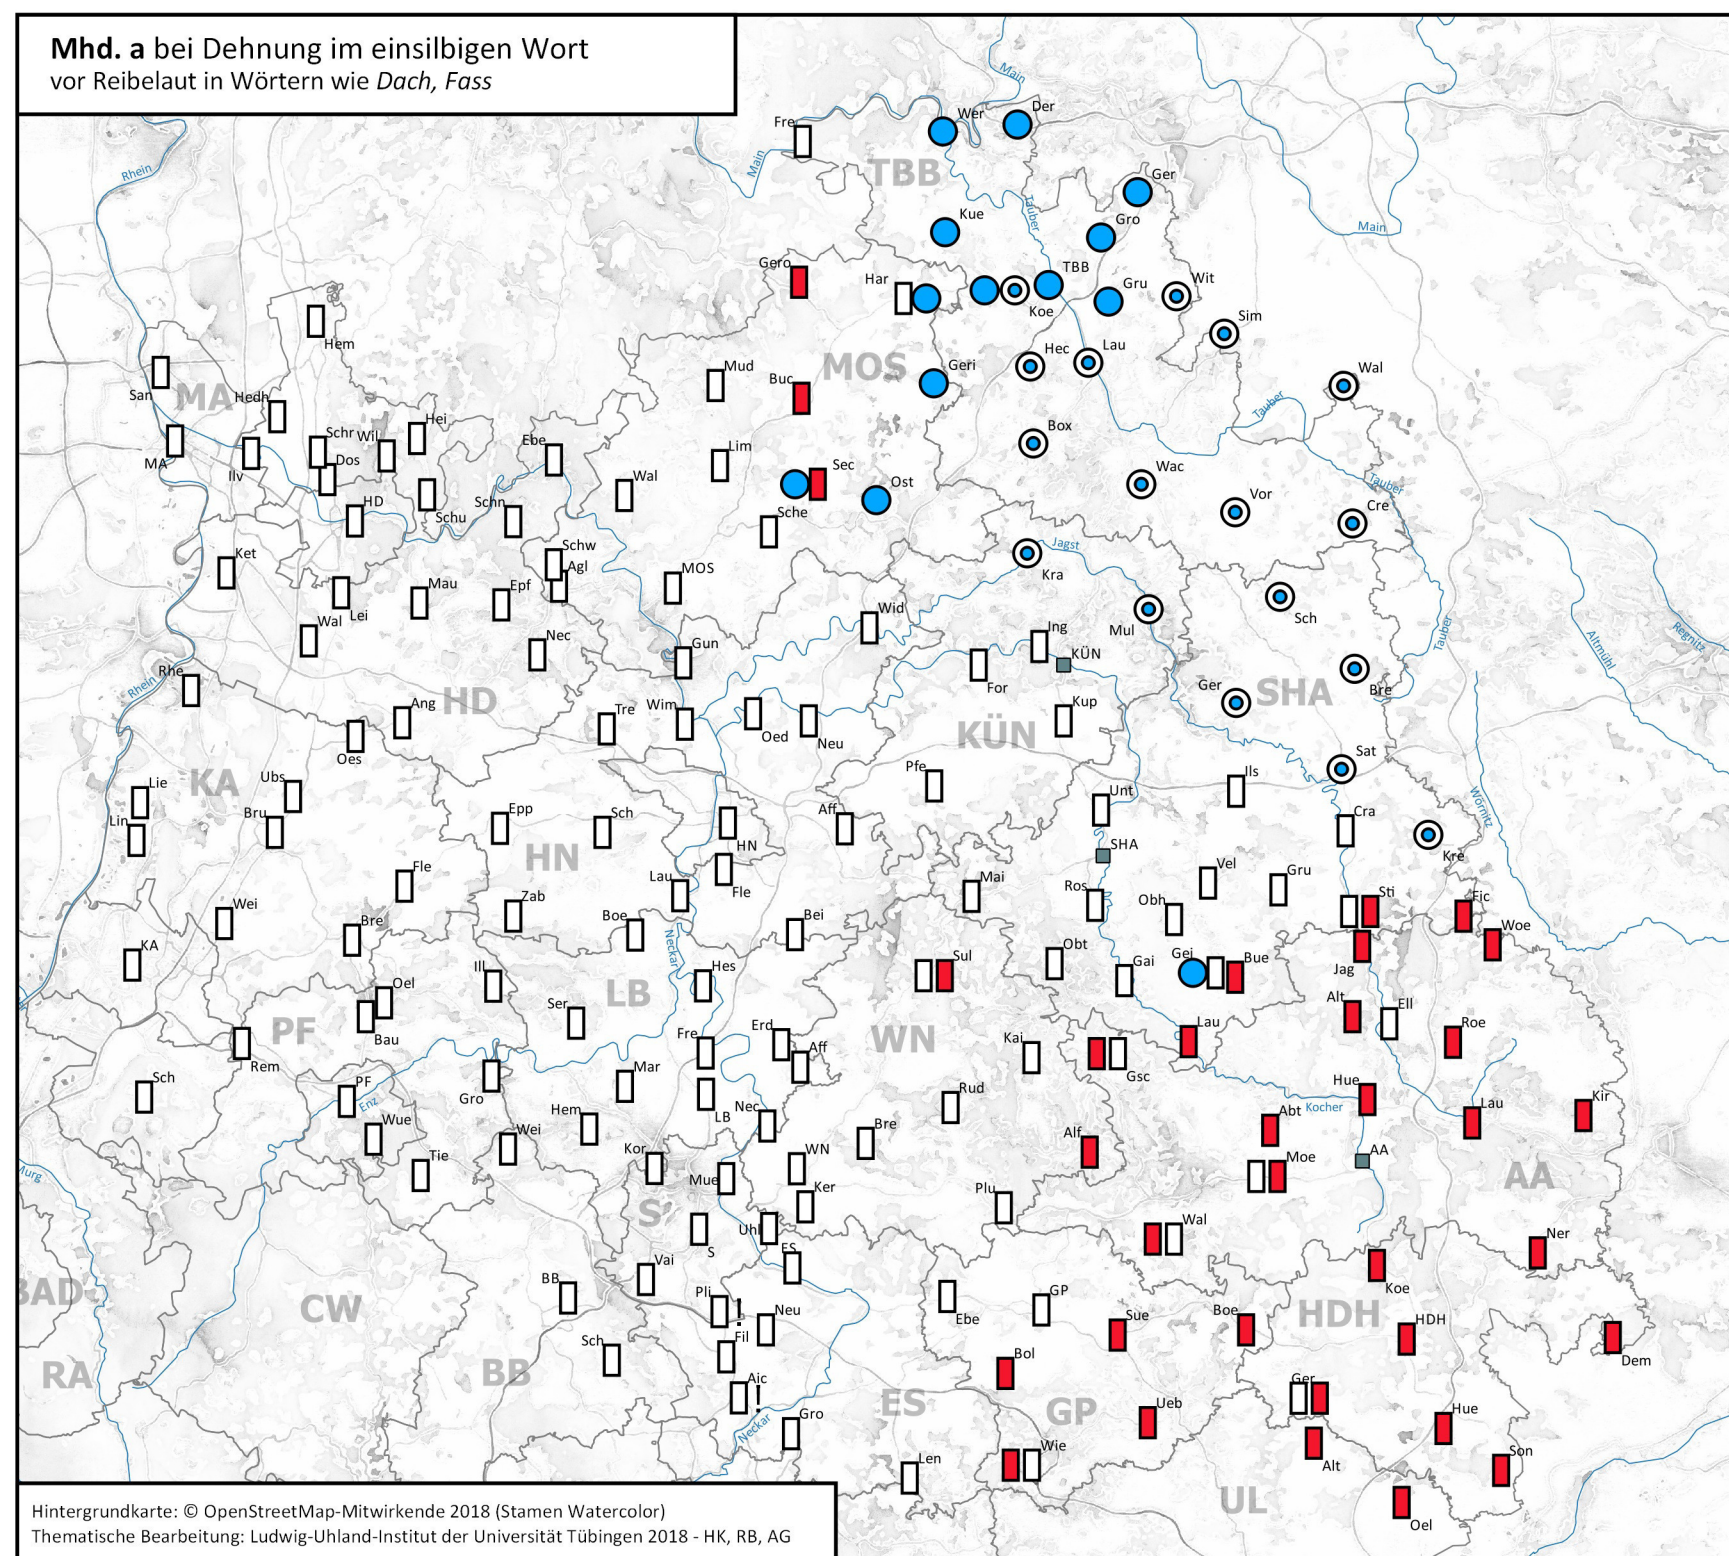 Mhd. a bei Dehnung im einsilbigen Wort
vor Reibelaut in Wörtern wie Dach, Fass
Main
Der
Wer
Fre
Main
Rhein
TBB
Ger
Tauber
Kue
Gro
Main
Gero
Har
TBB
Koe
Gru
Wit
Sim
Hem
Hec
Lau
Wal
MOS
Mud
Buc
Geri
San
MA
Hedh
Tauber
Hei
Schr
Wil
Ebe
Box
MA
Ilv
Dos
Lim
Sec
Wal
Wac
HD
Schu
Schn
Ost
Tauber
Vor
Cre
Sche
Jagst
Kra
Ket
Schw
Agl
MOS
Lei
Mau
Epf
Wid
Sch
Mul
Wal
Nec
Gun
Ing
KÜN
Tauber
Altmühl
Regnitz
Rhe
Rhein
HD
For
Ger
SHA
Bre
Ang
Tre
Wim
Oed
Neu
KÜN
Kup
Oes
Sat
KA
Lie
Ubs
Pfe
Ils
Wörnitz
Lin
Bru
Epp
Sch
Aff
Unt
Cra
HN
HN
SHA
Kre
Fle
Lau
Fle
Mai
Ros
Vel
Gru
Sti
Fic
Wei
Zab
Boe
Bei
Obh
Woe
Bre
KA
Neckar
Obt
Gai
Gei
Bue
Jag
Sul
Hes
Ill
Oel
LB
Ser
PF
Bau
Alt
Ell
Roe
Rem
WN
Erd
Fre
Aff
Kai
Gsc
Lau
Sch
PF
Enz
Gro
Mar
LB
Nec
Rud
Hue
Kocher
Lau
Kir
Wue
Hem
Wei
Bre
Alf
Abt
Tie
Kor
WN
Moe
AA
AA
Murg
Mue
Ker
Plu
S
S
Uhl
ES
Wal
Ner
Vai
BB
BAD
CW
Pli
!
Neu
Ebe
GP
Sue
Boe
HDH
Koe
HDH
Dem
Sch
Fil
RA
BB
Aic
!
Bol
Ger
ES
GP
Ueb
Hue
Gro
Neckar
Len
Wie
Alt
Son
UL
Oel
Hintergrundkarte: © OpenStreetMap-Mitwirkende 2018 (Stamen Watercolor)
Thematische Bearbeitung: Ludwig-Uhland-Institut der Universität Tübingen 2018 - HK, RB, AG